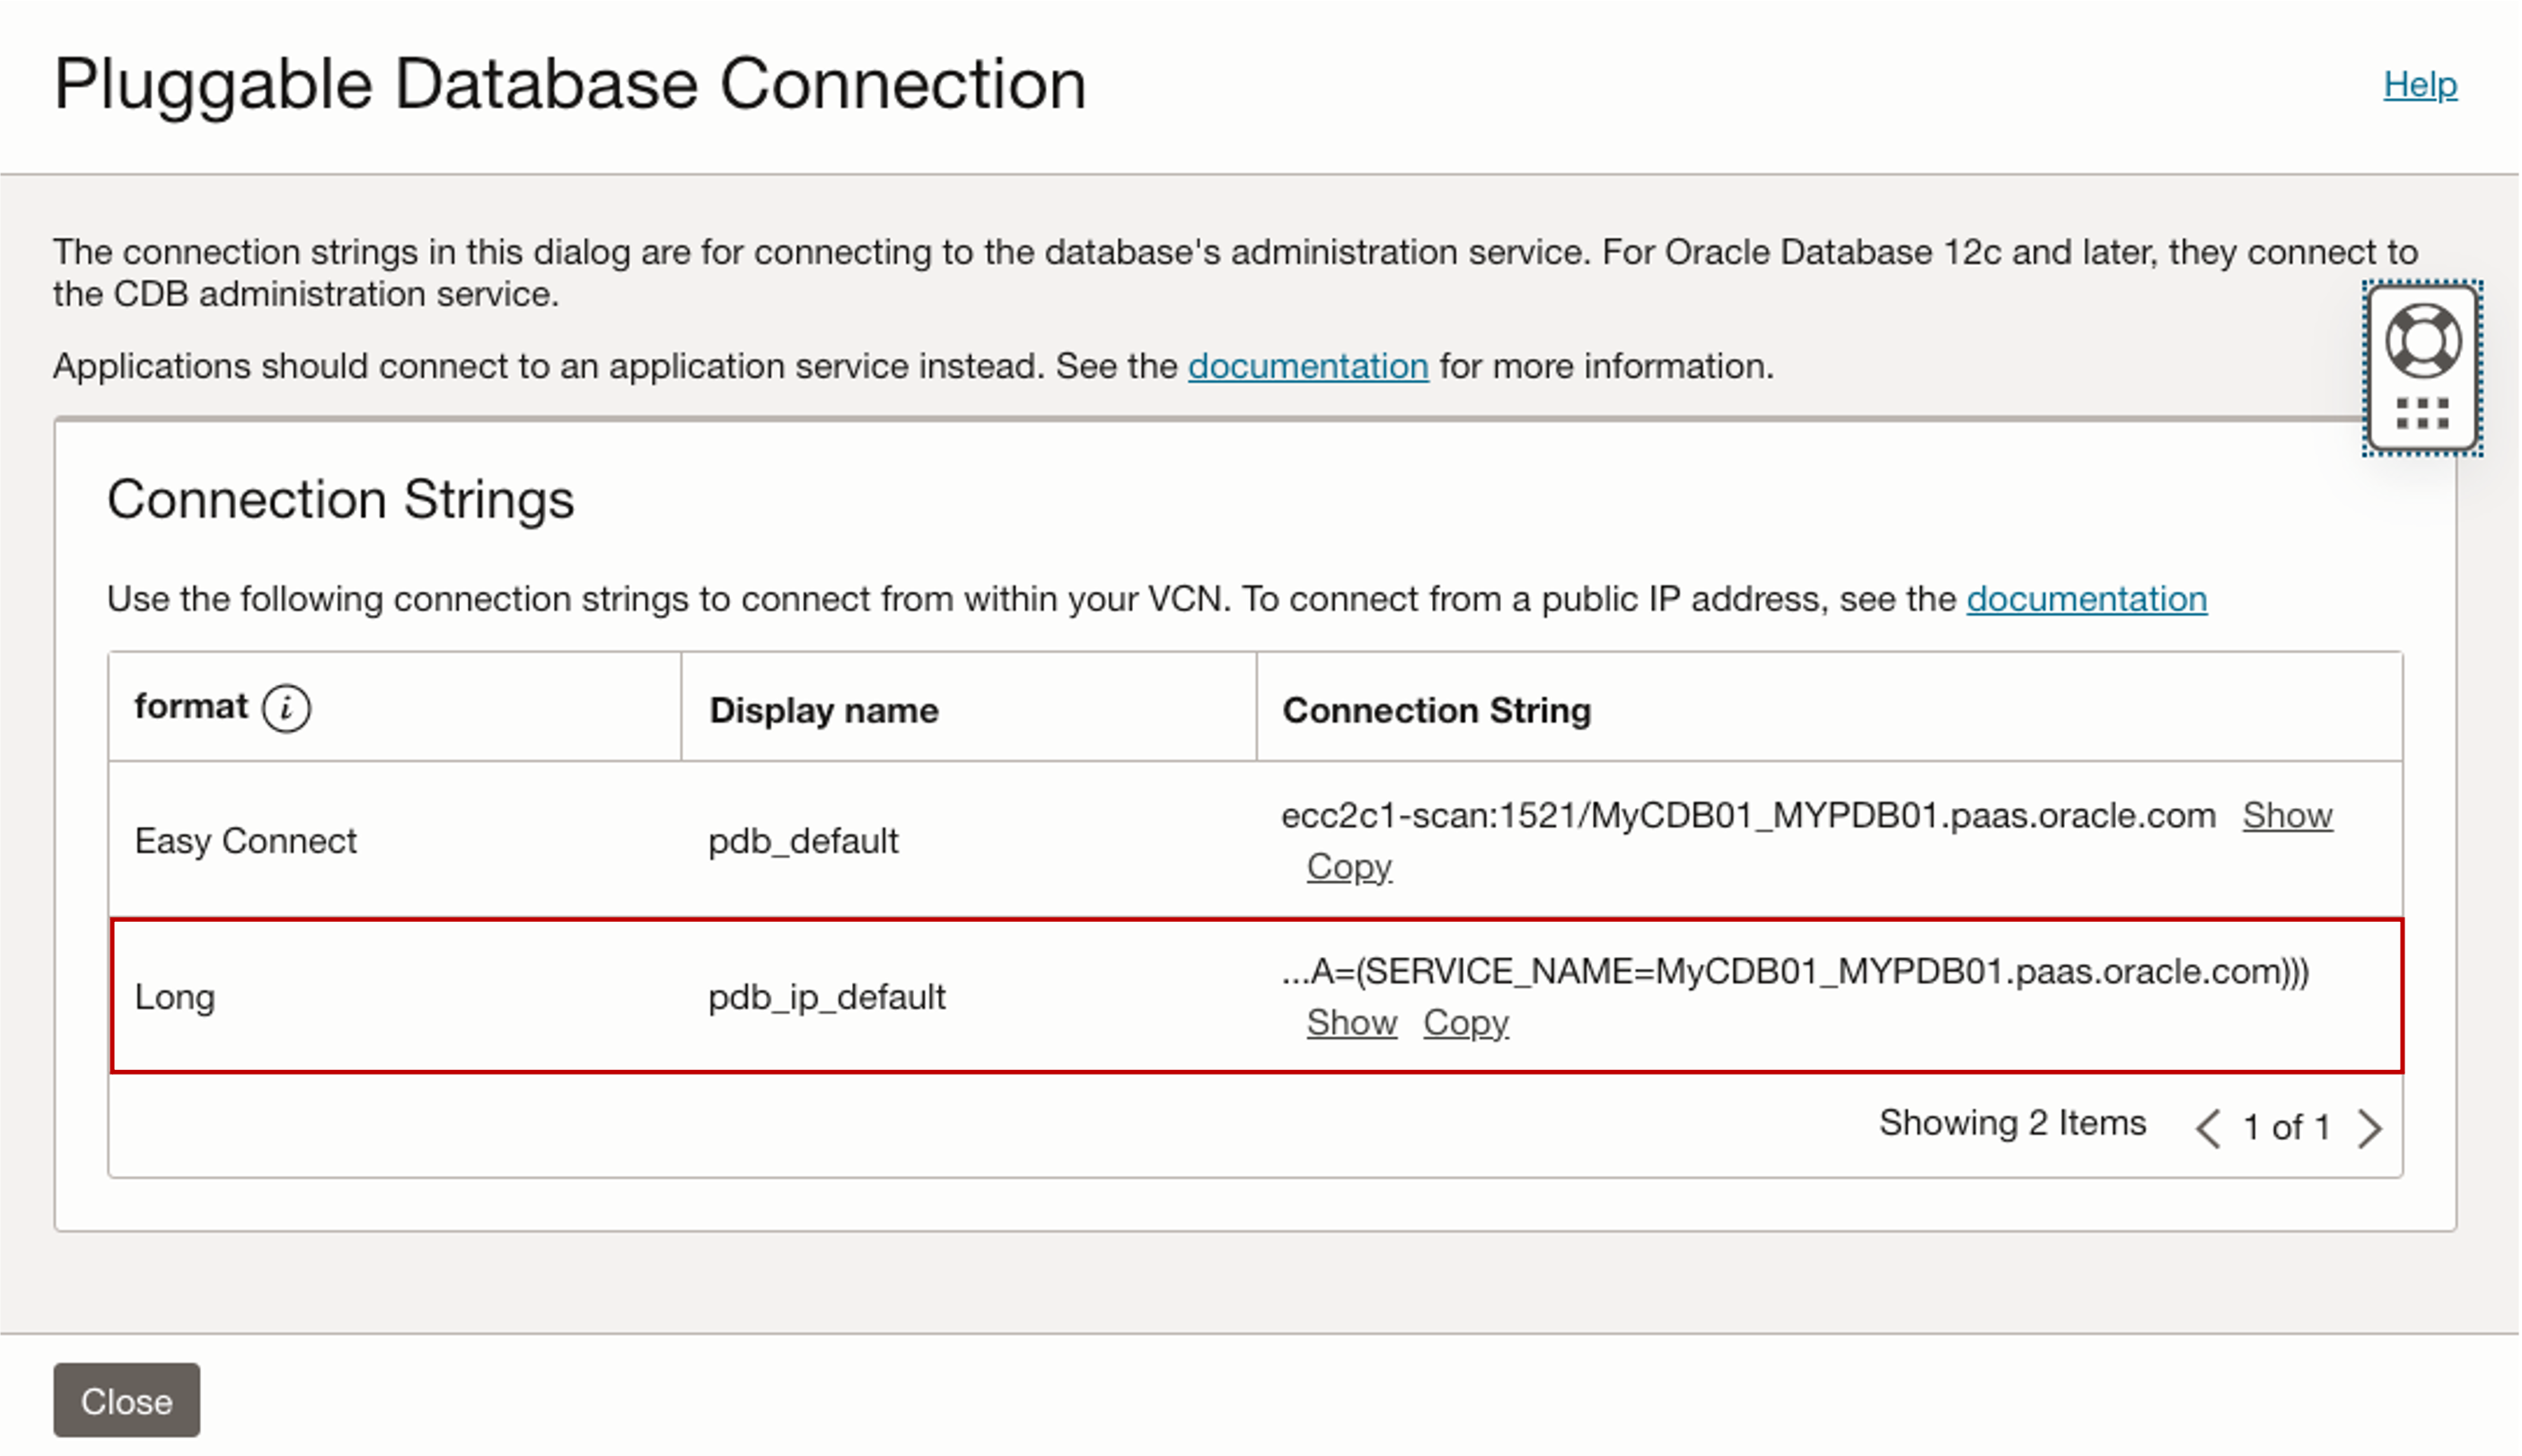 Pluggable Database Connection
Help
The connection strings in this dialog are for connecting to the database's administration service. For Oracle Database 12c and later, they connect to
the CDB administration service.
Applications should connect to an application service instead. See the documentation for more information.
Connection Strings
Use the following connection strings to connect from within your VCN. To connect from a public IP address, see the documentation
format i
Display name
Connection String
Easy Connect
pdb_default
ecc2c1-scan:1521/MyCDB01_MYPDB01.paas.oracle.com Show
Copy
Long
pdb_ip_default
...A=(SERVICE_NAME=MyCDB01_MYPDB01.paas.oracle.com)))
Show Copy
Showing 2 Items
1 of 1
Close